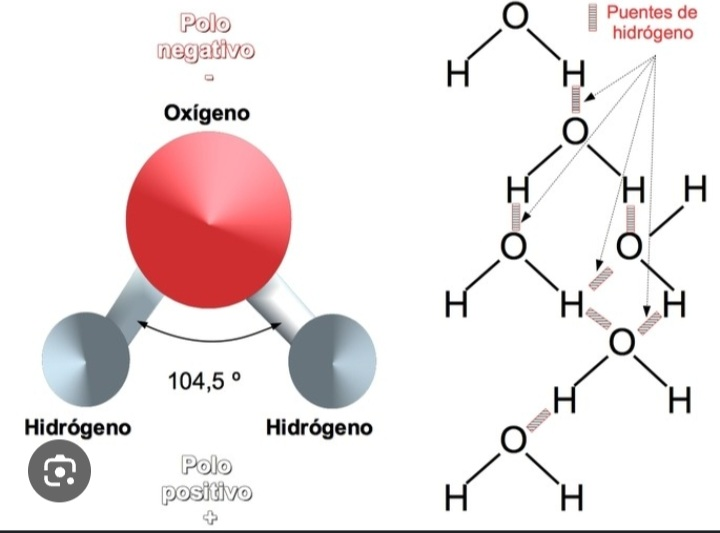 Polo
negativo
-
Oxígeno
104,5 º
Hidrógeno
Hidrógeno
Polo
positivo
+
Puentes de
hidrógeno
O
H H
O
H H H
O O
H H H
O
H H
O
H H